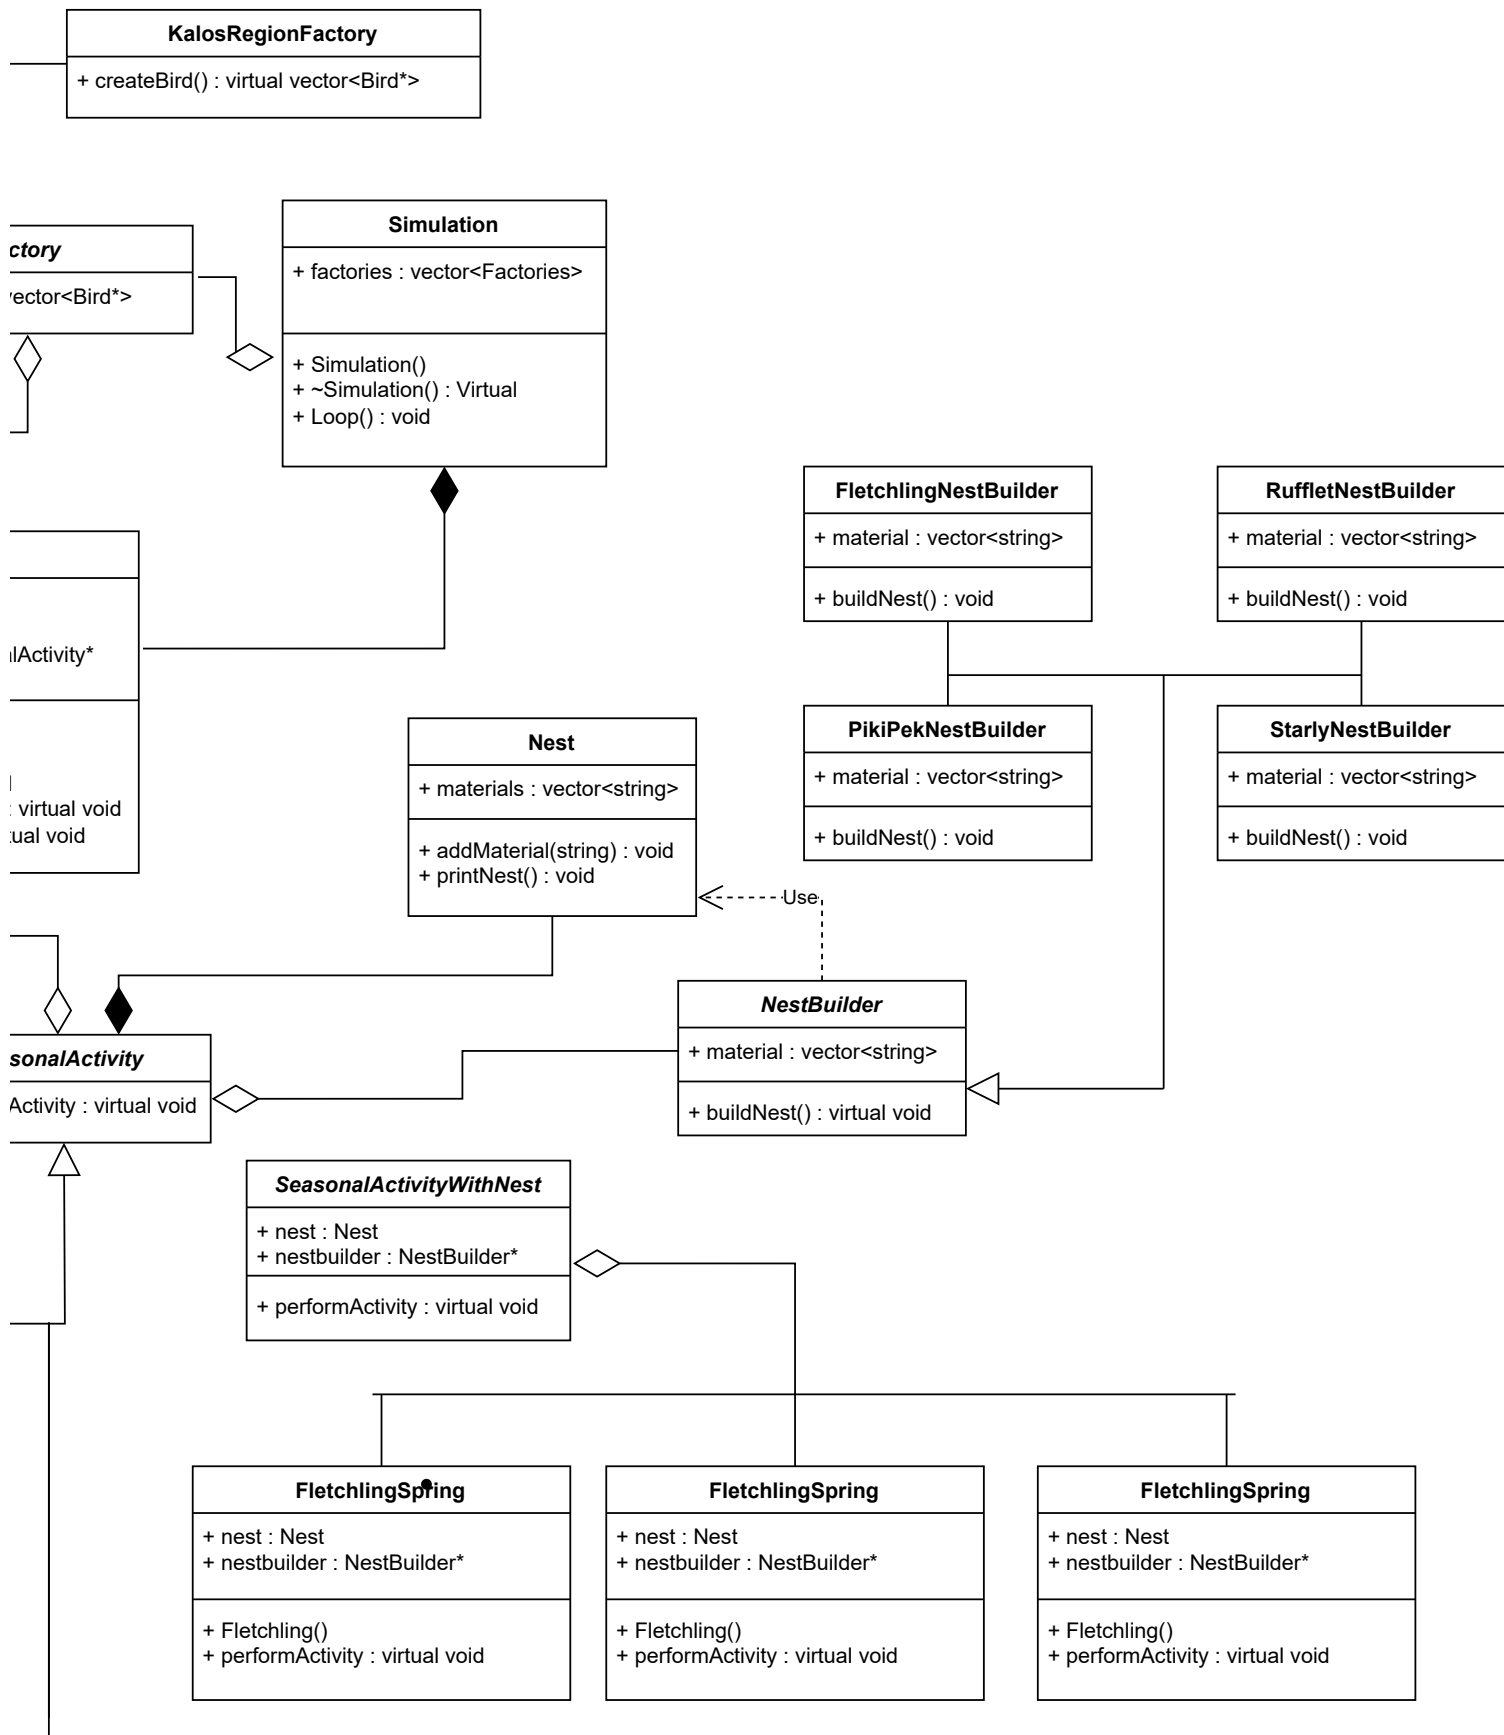 KalosRegionFactory
+ createBird() : virtual vector<Bird*>
Simulation
+ factories : vector<Factories>
+ Simulation()
+ ~Simulation() : Virtual
+ Loop() : void
ctory
vector<Bird*>
lActivity*
: virtual void
tual void
FletchlingNestBuilder
+ material : vector<string>
+ buildNest() : void
RuffletNestBuilder
+ material : vector<string>
+ buildNest() : void
PikiPekNestBuilder
+ material : vector<string>
+ buildNest() : void
StarlyNestBuilder
+ material : vector<string>
+ buildNest() : void
Nest
+ materials : vector<string>
+ addMaterial(string) : void
+ printNest() : void
Use
NestBuilder
+ material : vector<string>
+ buildNest() : virtual void
sonalActivity
Activity : virtual void
SeasonalActivityWithNest
+ nest : Nest
+ nestbuilder : NestBuilder*
+ performActivity : virtual void
FletchlingSpring
+ nest : Nest
+ nestbuilder : NestBuilder*
+ Fletchling()
+ performActivity : virtual void
FletchlingSpring
+ nest : Nest
+ nestbuilder : NestBuilder*
+ Fletchling()
+ performActivity : virtual void
FletchlingSpring
+ nest : Nest
+ nestbuilder : NestBuilder*
+ Fletchling()
+ performActivity : virtual void